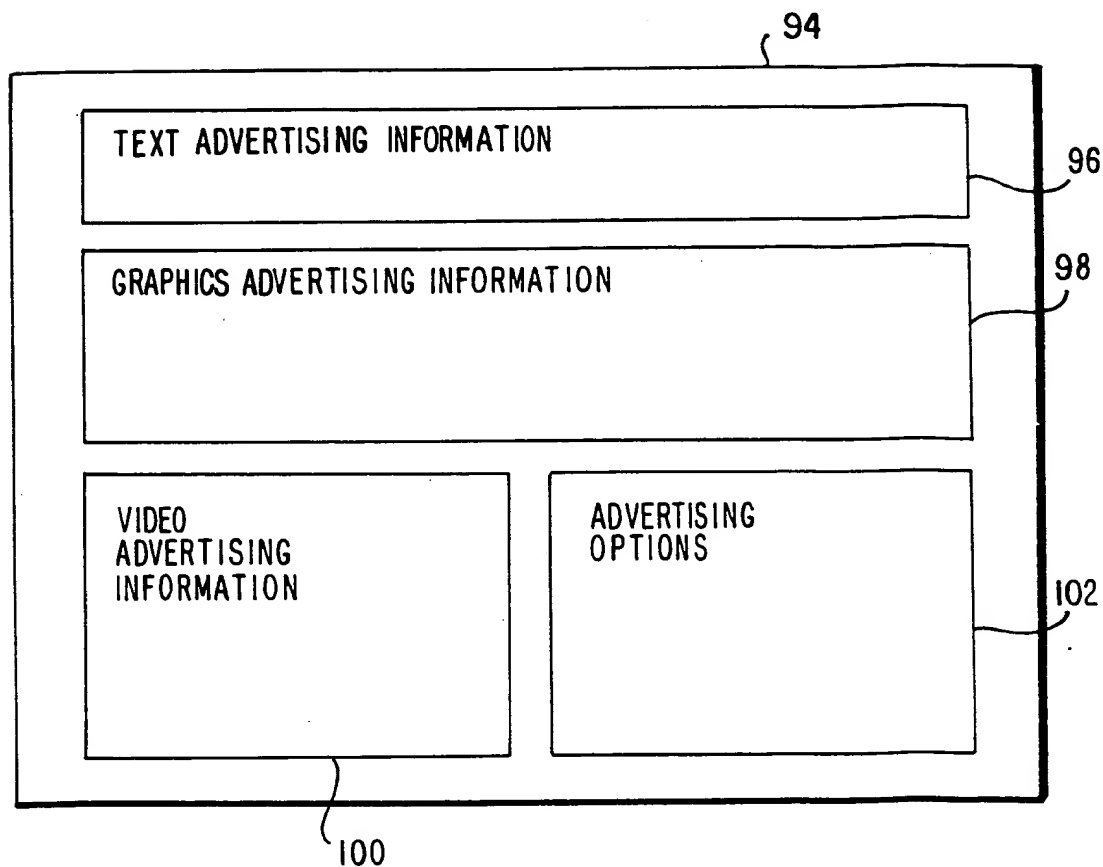 94
TEXT ADVERTISING INFORMATION
96
GRAPHICS ADVERTISING INFORMATION
98
VIDEO
ADVERTISING
INFORMATION
ADVERTISING
OPTIONS
102
100